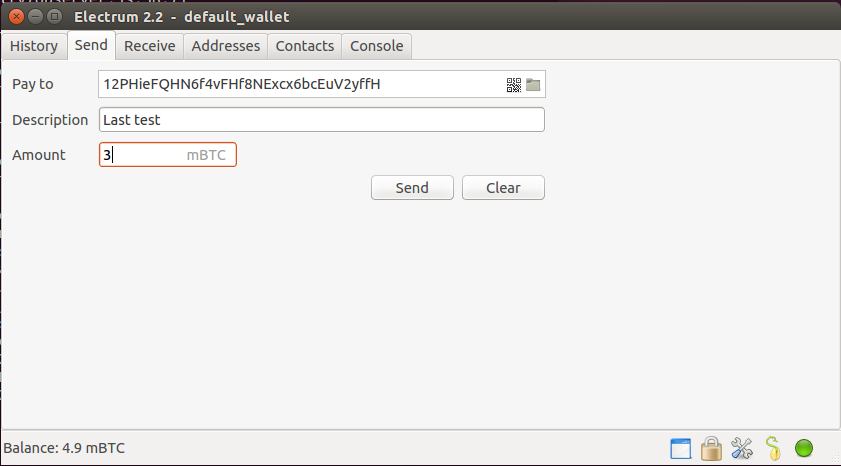 Electrum 2.2 - default_wallet
History Send Receive Addresses Contacts Console
Pay to 12PHieFQHN6f4vFHf8NExcx6bcEuV2yffH
Description Last test
Amount 3 mBTC
Send Clear
Balance: 4.9 mBTC